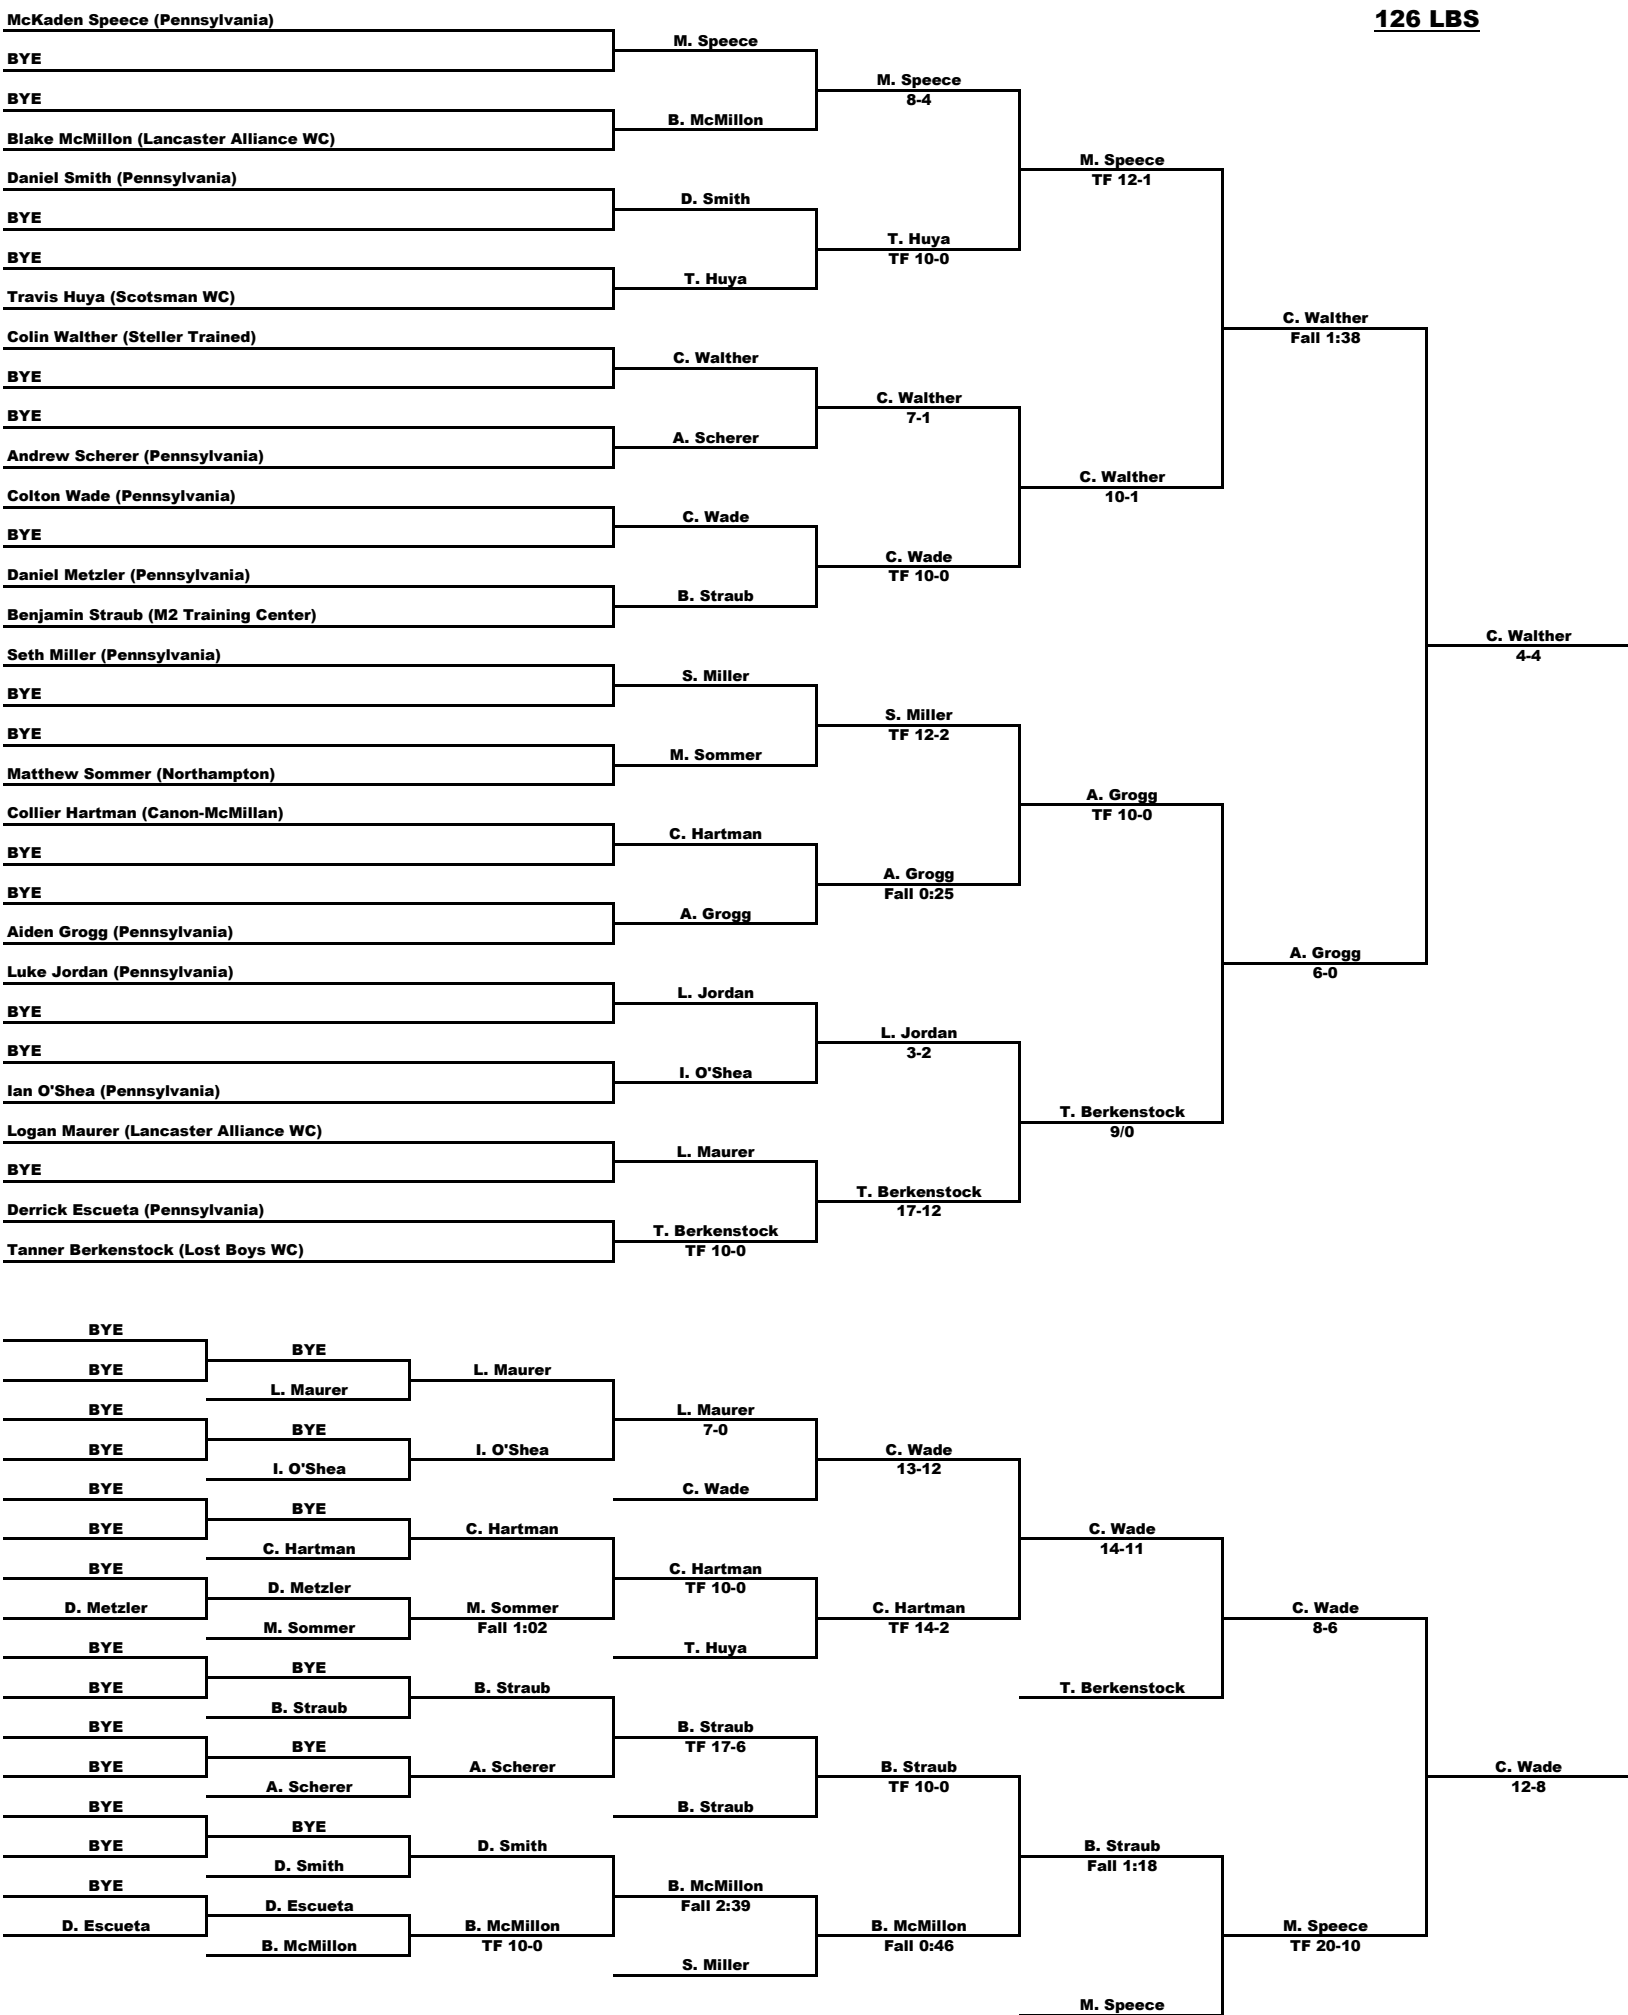 126 LBS
McKaden Speece (Pennsylvania)
M. Speece
BYE
M. Speece
8-4
BYE
B. McMillon
Blake McMillon (Lancaster Alliance WC)
M. Speece
TF 12-1
Daniel Smith (Pennsylvania)
D. Smith
BYE
T. Huya
TF 10-0
BYE
T. Huya
Travis Huya (Scotsman WC)
C. Walther
Fall 1:38
Colin Walther (Steller Trained)
C. Walther
BYE
C. Walther
7-1
BYE
A. Scherer
Andrew Scherer (Pennsylvania)
C. Walther
10-1
Colton Wade (Pennsylvania)
C. Wade
BYE
C. Wade
TF 10-0
Daniel Metzler (Pennsylvania)
B. Straub
Benjamin Straub (M2 Training Center)
C. Walther
4-4
Seth Miller (Pennsylvania)
S. Miller
BYE
S. Miller
TF 12-2
BYE
M. Sommer
Matthew Sommer (Northampton)
A. Grogg
TF 10-0
Collier Hartman (Canon-McMillan)
C. Hartman
BYE
A. Grogg
Fall 0:25
BYE
A. Grogg
Aiden Grogg (Pennsylvania)
A. Grogg
6-0
Luke Jordan (Pennsylvania)
L. Jordan
BYE
L. Jordan
3-2
BYE
I. O'Shea
Ian O'Shea (Pennsylvania)
T. Berkenstock
9/0
Logan Maurer (Lancaster Alliance WC)
L. Maurer
BYE
T. Berkenstock
17-12
Derrick Escueta (Pennsylvania)
T. Berkenstock
TF 10-0
Tanner Berkenstock (Lost Boys WC)
BYE
BYE
BYE
L. Maurer
L. Maurer
BYE
L. Maurer
7-0
BYE
BYE
I. O'Shea
C. Wade
13-12
I. O'Shea
BYE
C. Wade
BYE
BYE
C. Hartman
C. Wade
14-11
C. Hartman
BYE
C. Hartman
TF 10-0
D. Metzler
D. Metzler
M. Sommer
Fall 1:02
C. Hartman
TF 14-2
C. Wade
8-6
M. Sommer
BYE
T. Huya
BYE
BYE
B. Straub
T. Berkenstock
B. Straub
BYE
B. Straub
TF 17-6
BYE
BYE
A. Scherer
B. Straub
TF 10-0
C. Wade
12-8
A. Scherer
BYE
B. Straub
BYE
BYE
D. Smith
B. Straub
Fall 1:18
D. Smith
BYE
B. McMillon
Fall 2:39
D. Escueta
D. Escueta
B. McMillon
TF 10-0
B. McMillon
Fall 0:46
M. Speece
TF 20-10
B. McMillon
S. Miller
M. Speece